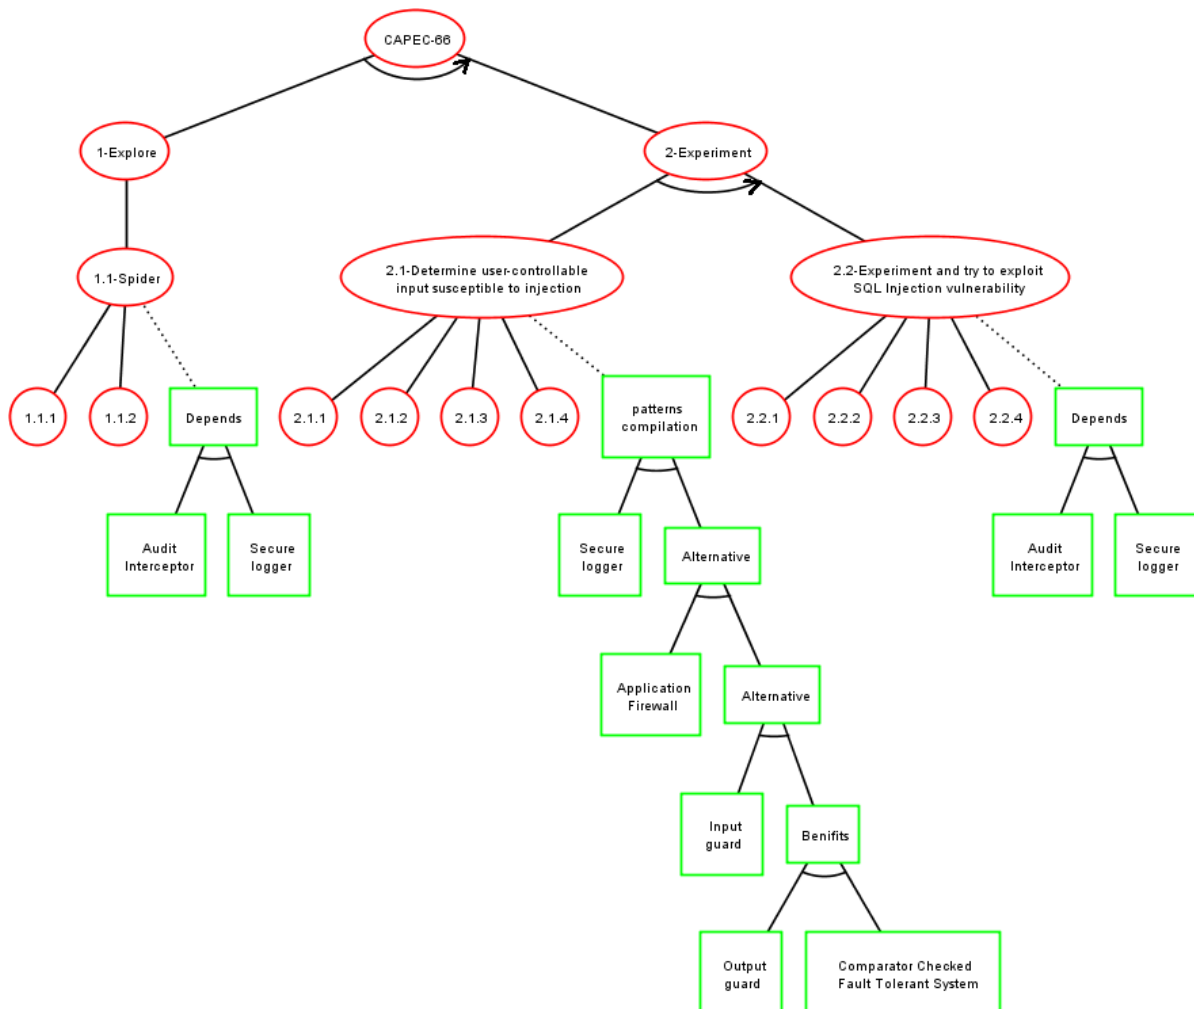 CAPEC-66
1-Explore
2-Experiment
1.1-Spider
2.1-Determine user-controllable
input susceptible to injection
2.2-Experiment and try to exploit
SQL Injection vulnerability
1.1.1
1.1.2
Depends
2.1.1
2.1.2
2.1.3
2.1.4
patterns
compilation
2.2.1
2.2.2
2.2.3
2.2.4
Depends
Audit
Interceptor
Secure
logger
Secure
logger
Alternative
Audit
Interceptor
Secure
logger
Application
Firewall
Alternative
Input
guard
Benifits
Output
guard
Comparator Checked
Fault Tolerant System